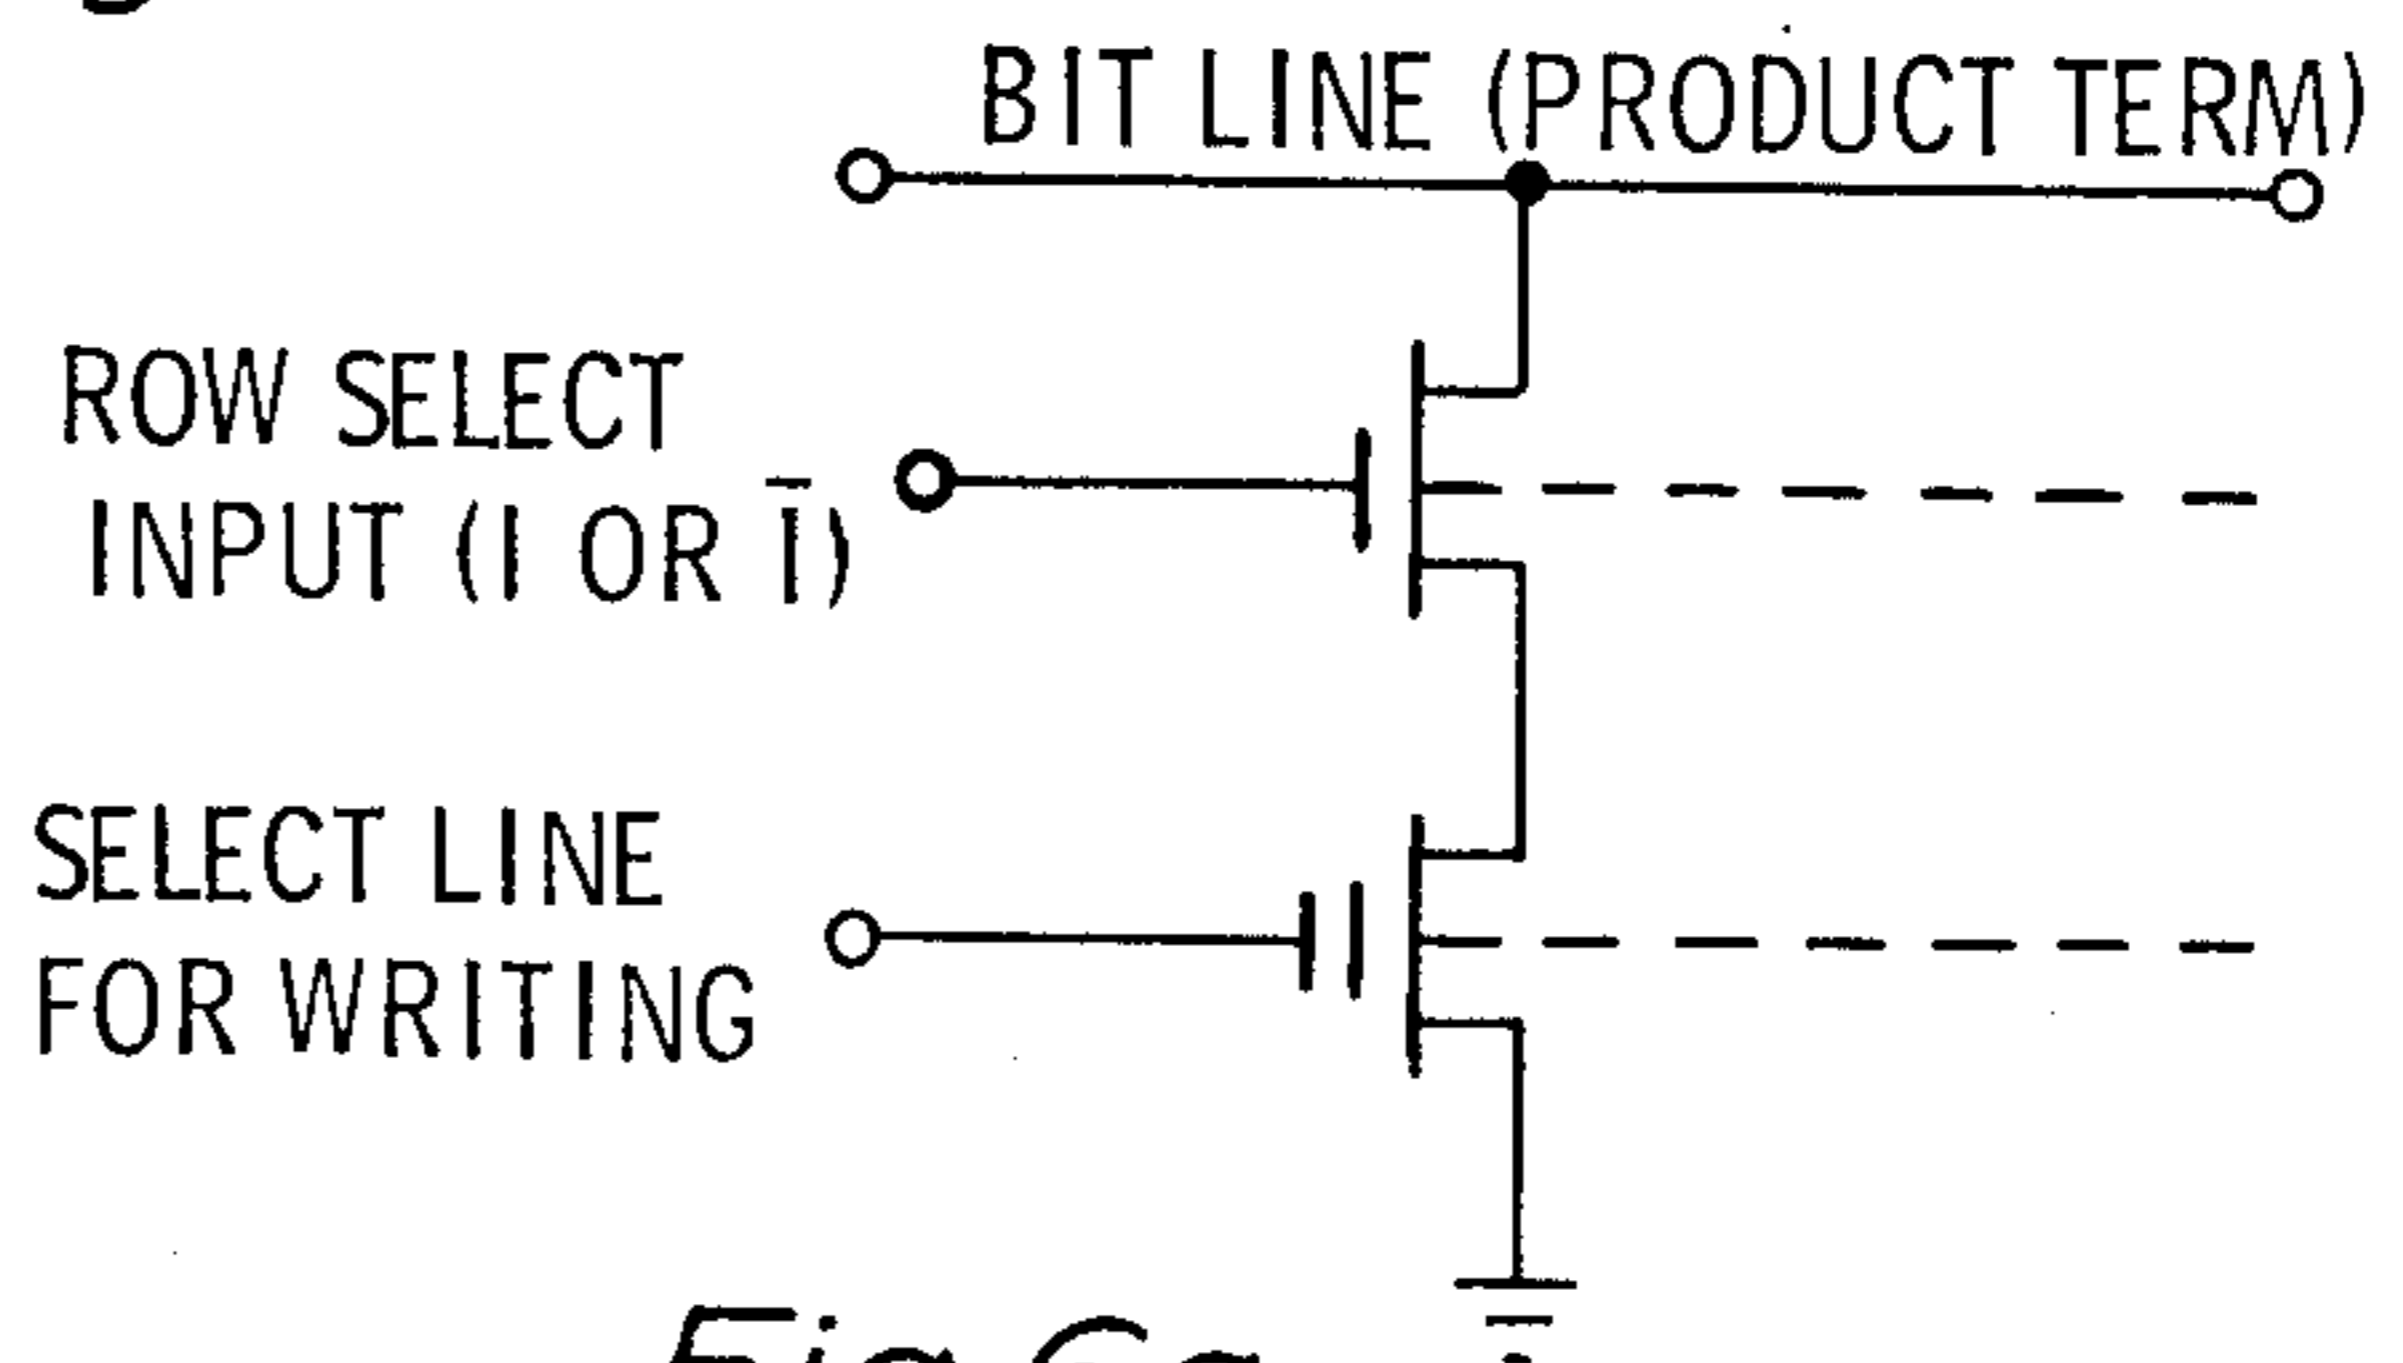 BIT LINE (PRODUCT TERM)
ROW SELECT
INPUT (I OR Ī)
SELECT LINE
FOR WRITING